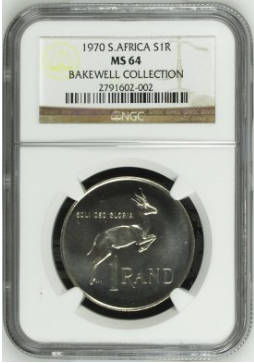 1970 S.AFRICA S1R
MS 64
BAKEWELL COLLECTION
2791602-002
NGC
SOLI DEO GLORIA
1 RAND